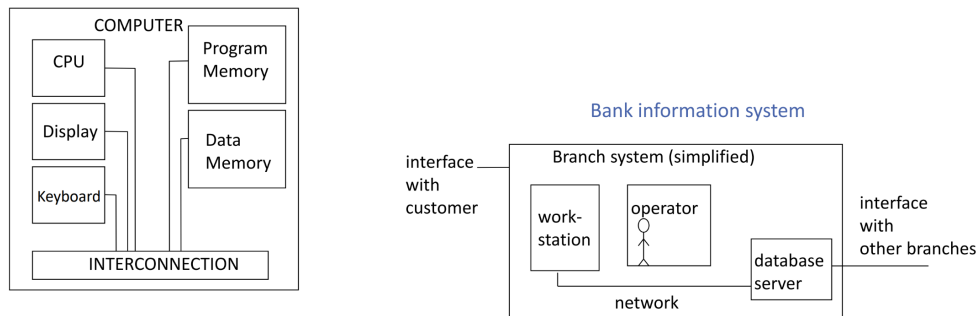 COMPUTER
CPU
Program
Memory
Display
Data
Memory
Keyboard
INTERCONNECTION
Bank information system
Branch system (simplified)
interface
with
customer
work-
station
operator
interface
with
other branches
database
server
network